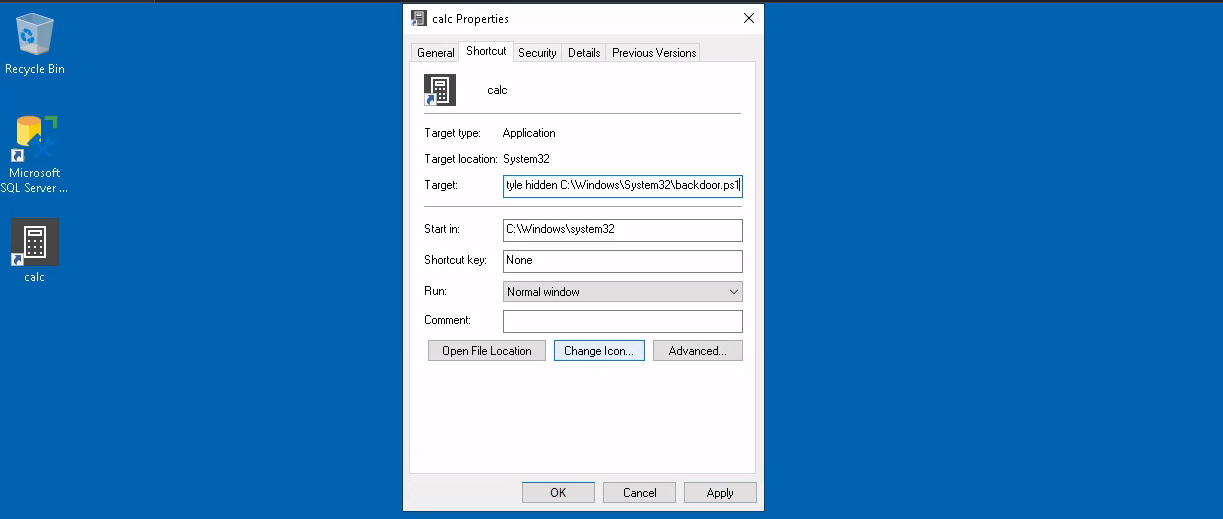 Recycle Bin
Microsoft
SQL Server ...
calc
calc Properties
General
Shortcut
Security
Details
Previous Versions
calc
Target type: Application
Target location: System32
Target: tyle hidden C:\Windows\System32\backdoor.ps1
Start in: C:\Windows\system32
Shortcut key: None
Run: Normal window
Comment:
Open File Location
Change Icon...
Advanced...
OK
Cancel
Apply